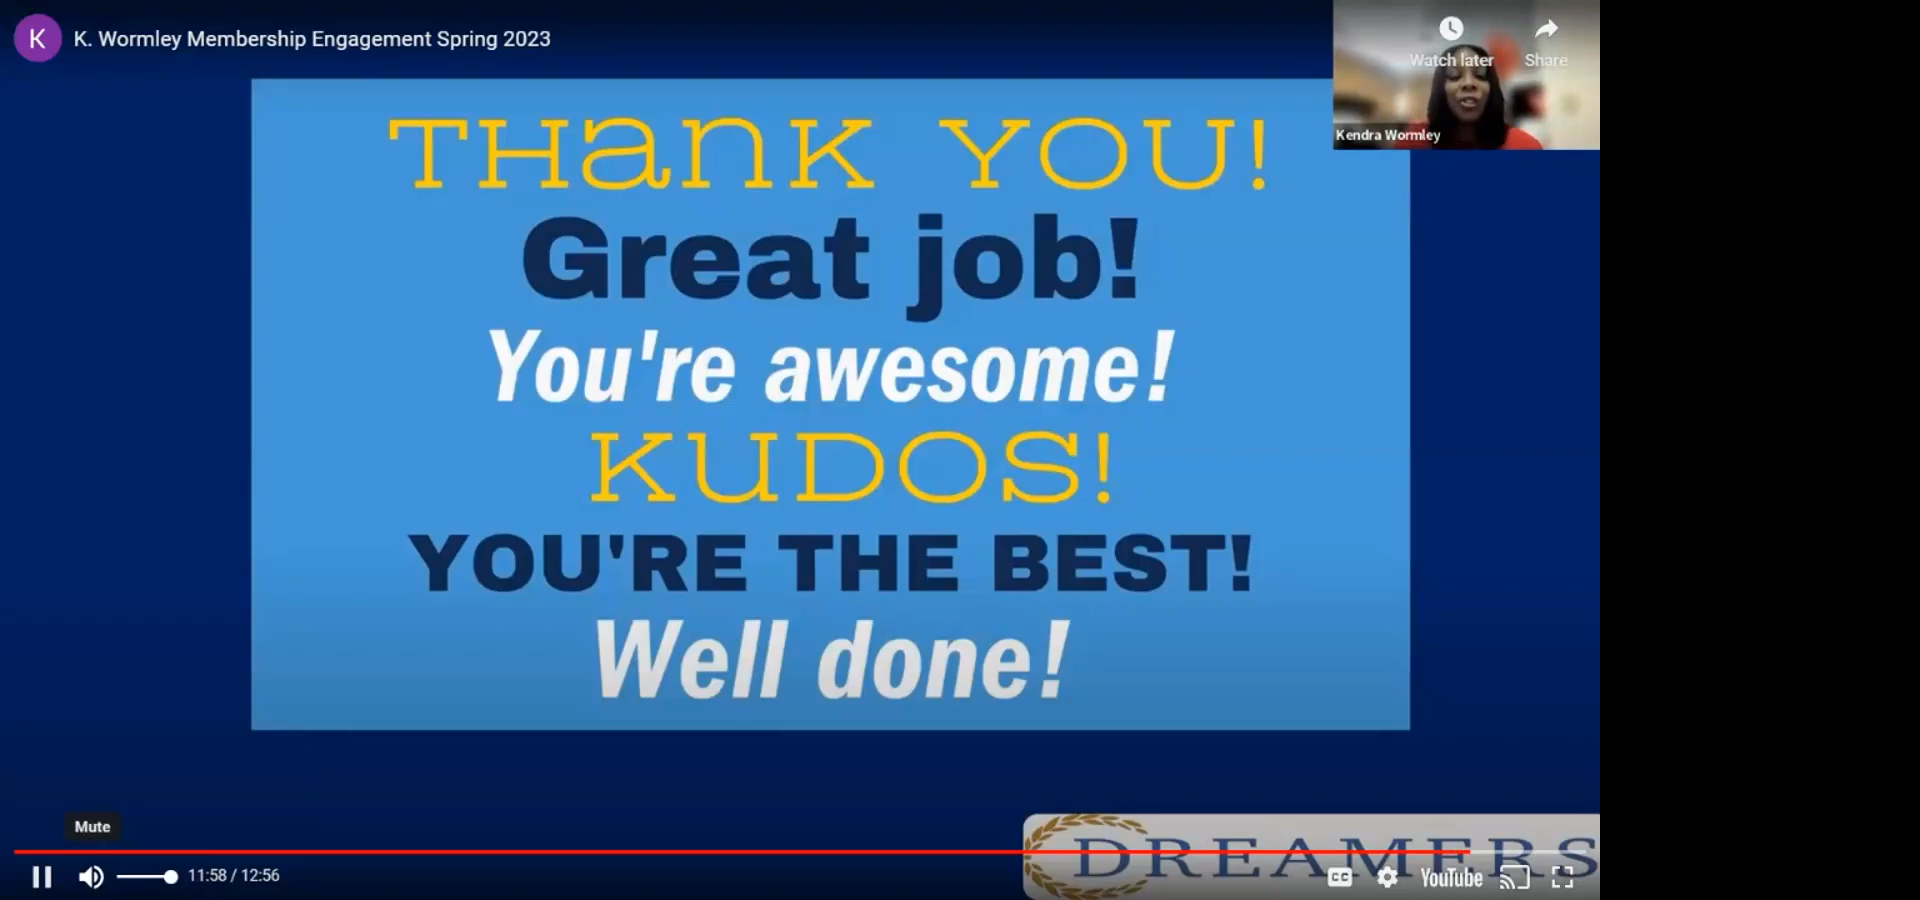 K
K. Wormley Membership Engagement Spring 2023
Watch later
Share
Kendra Wormley
THANK YOU!
Great job!
You're awesome!
KUDOS!
YOU'RE THE BEST!
Well done!
Mute
DREAMERS
11:58 / 12:56
CC
YouTube